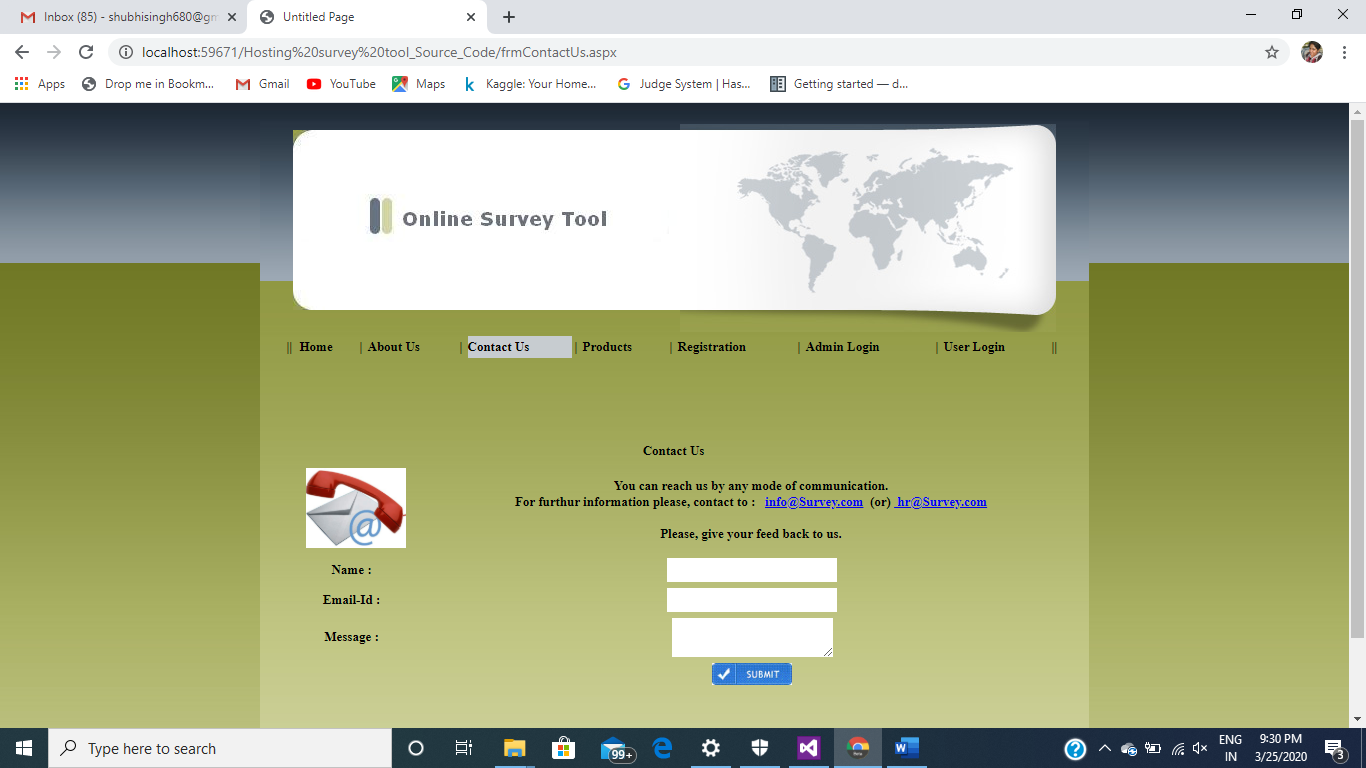 Inbox (85) - shubhisingh680@gm
Untitled Page
localhost:59671/Hosting%20survey%20tool_Source_Code/frmContactUs.aspx
Apps
Drop me in Bookm...
Gmail
YouTube
Maps
Kaggle: Your Home...
Judge System | Has...
Getting started — d...
Online Survey Tool
|| Home | About Us | Contact Us | Products | Registration | Admin Login | User Login ||
Contact Us
You can reach us by any mode of communication.
For furthur information please, contact to : info@Survey.com (or) hr@Survey.com
Please, give your feed back to us.
Name :
Email-Id :
Message :
SUBMIT
Type here to search
99+
ENG
IN
9:30 PM
3/25/2020
3